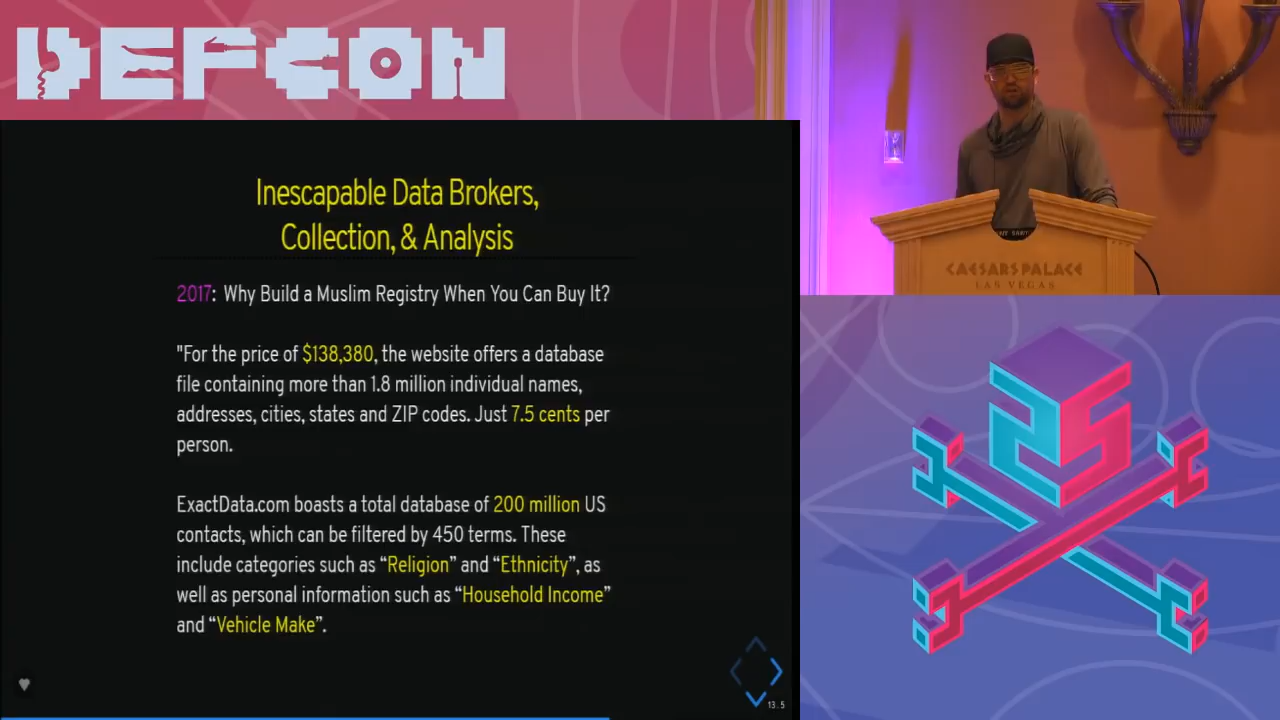 DEFCON
Inescapable Data Brokers,
Collection, & Analysis
2017: Why Build a Muslim Registry When You Can Buy It?
"For the price of $138,380, the website offers a database
file containing more than 1.8 million individual names,
addresses, cities, states and ZIP codes. Just 7.5 cents per
person.
ExactData.com boasts a total database of 200 million US
contacts, which can be filtered by 450 terms. These
include categories such as “Religion” and “Ethnicity”, as
well as personal information such as “Household Income”
and “Vehicle Make”.
13.5
CAESARS PALACE
LAS VEGAS
25